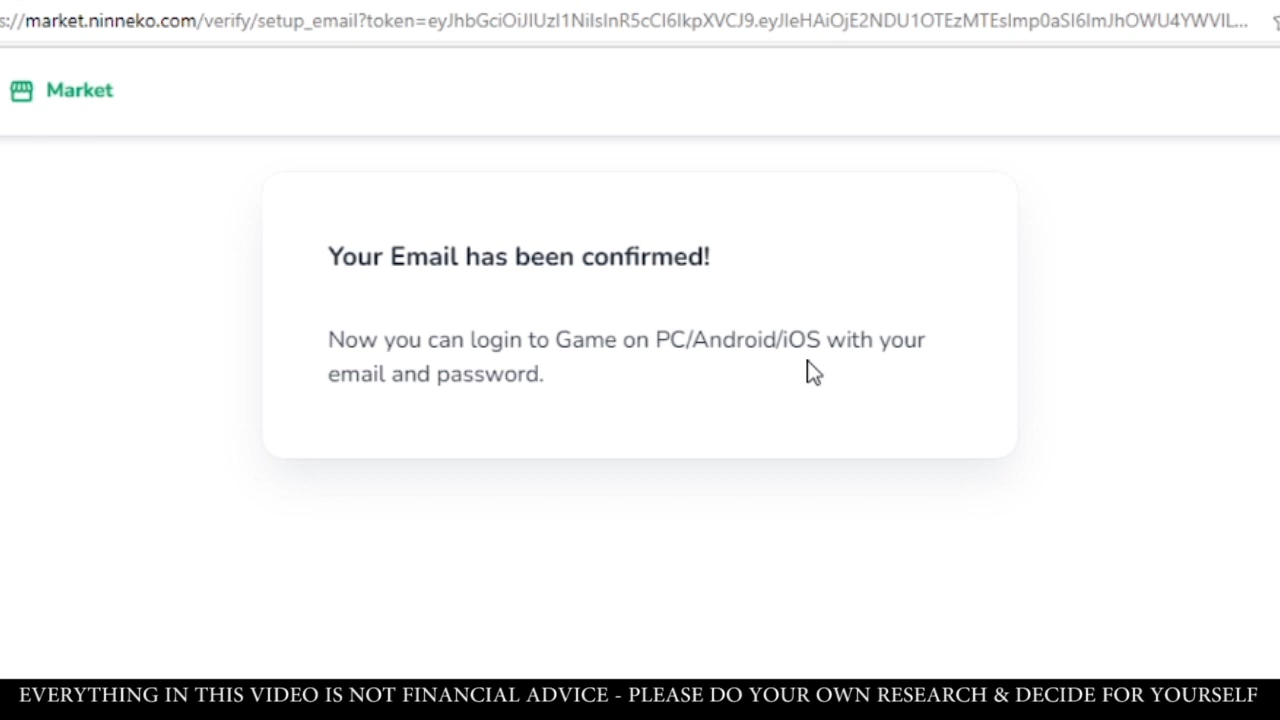 s://market.ninneko.com/verify/setup_email?token=eyJhbGciOiJIUzI1NiIsInR5cCI6IkpXVCJ9.eyJleHAiOjE2NDU1OTEzMTEsImp0aSI6ImJhOWU4YWVlL...
Market
Your Email has been confirmed!
Now you can login to Game on PC/Android/iOS with your
email and password.
EVERYTHING IN THIS VIDEO IS NOT FINANCIAL ADVICE - PLEASE DO YOUR OWN RESEARCH & DECIDE FOR YOURSELF